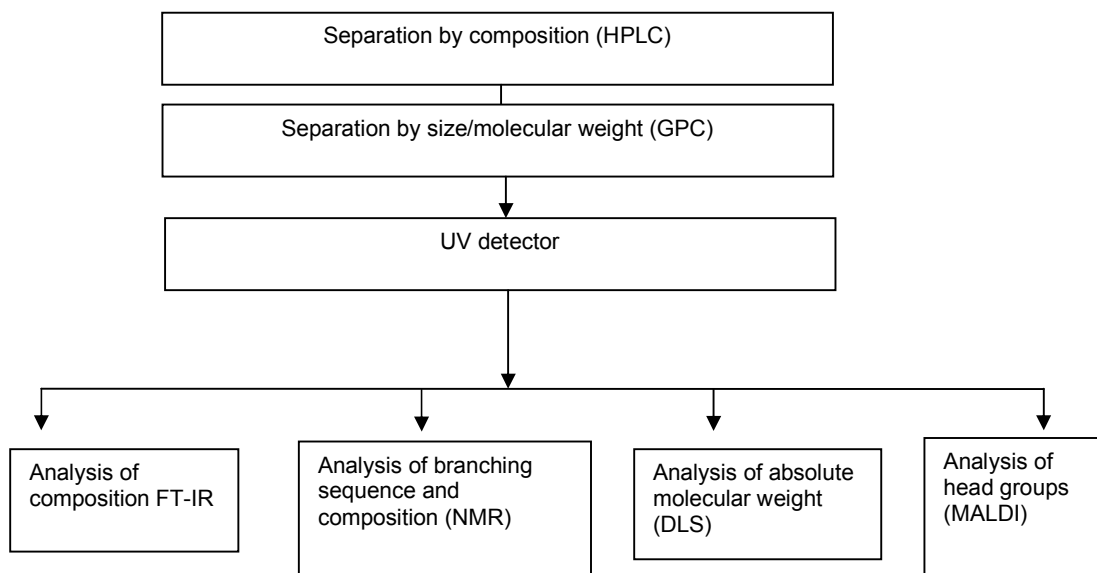 Separation by composition (HPLC)
Separation by size/molecular weight (GPC)
UV detector
Analysis of
composition FT-IR
Analysis of branching
sequence and
composition (NMR)
Analysis of absolute
molecular weight
(DLS)
Analysis of
head groups
(MALDI)